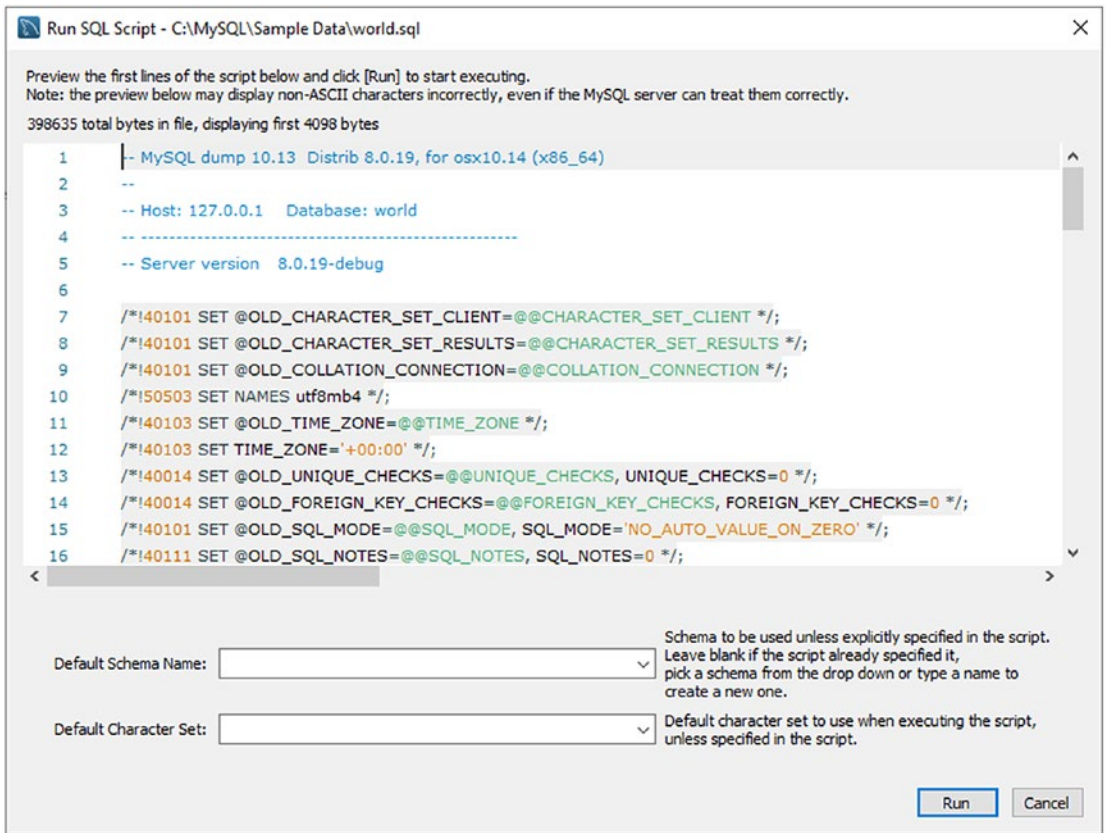 Run SQL Script - C:\MySQL\Sample Data\world.sql
Preview the first lines of the script below and click [Run] to start executing.
Note: the preview below may display non-ASCII characters incorrectly, even if the MySQL server can treat them correctly.
398635 total bytes in file, displaying first 4098 bytes
1 -- MySQL dump 10.13 Distrib 8.0.19, for osx10.14 (x86_64)
2 --
3 -- Host: 127.0.0.1 Database: world
4 -- ------------------------------------------------------
5 -- Server version 8.0.19-debug
6
7 /*!40101 SET @OLD_CHARACTER_SET_CLIENT=@@CHARACTER_SET_CLIENT */;
8 /*!40101 SET @OLD_CHARACTER_SET_RESULTS=@@CHARACTER_SET_RESULTS */;
9 /*!40101 SET @OLD_COLLATION_CONNECTION=@@COLLATION_CONNECTION */;
10 /*!50503 SET NAMES utf8mb4 */;
11 /*!40103 SET @OLD_TIME_ZONE=@@TIME_ZONE */;
12 /*!40103 SET TIME_ZONE='+00:00' */;
13 /*!40014 SET @OLD_UNIQUE_CHECKS=@@UNIQUE_CHECKS, UNIQUE_CHECKS=0 */;
14 /*!40014 SET @OLD_FOREIGN_KEY_CHECKS=@@FOREIGN_KEY_CHECKS, FOREIGN_KEY_CHECKS=0 */;
15 /*!40101 SET @OLD_SQL_MODE=@@SQL_MODE, SQL_MODE='NO_AUTO_VALUE_ON_ZERO' */;
16 /*!40111 SET @OLD_SQL_NOTES=@@SQL_NOTES, SQL_NOTES=0 */;
Default Schema Name:
Schema to be used unless explicitly specified in the script.
Leave blank if the script already specified it,
pick a schema from the drop down or type a name to
create a new one.
Default Character Set:
Default character set to use when executing the script,
unless specified in the script.
Run Cancel